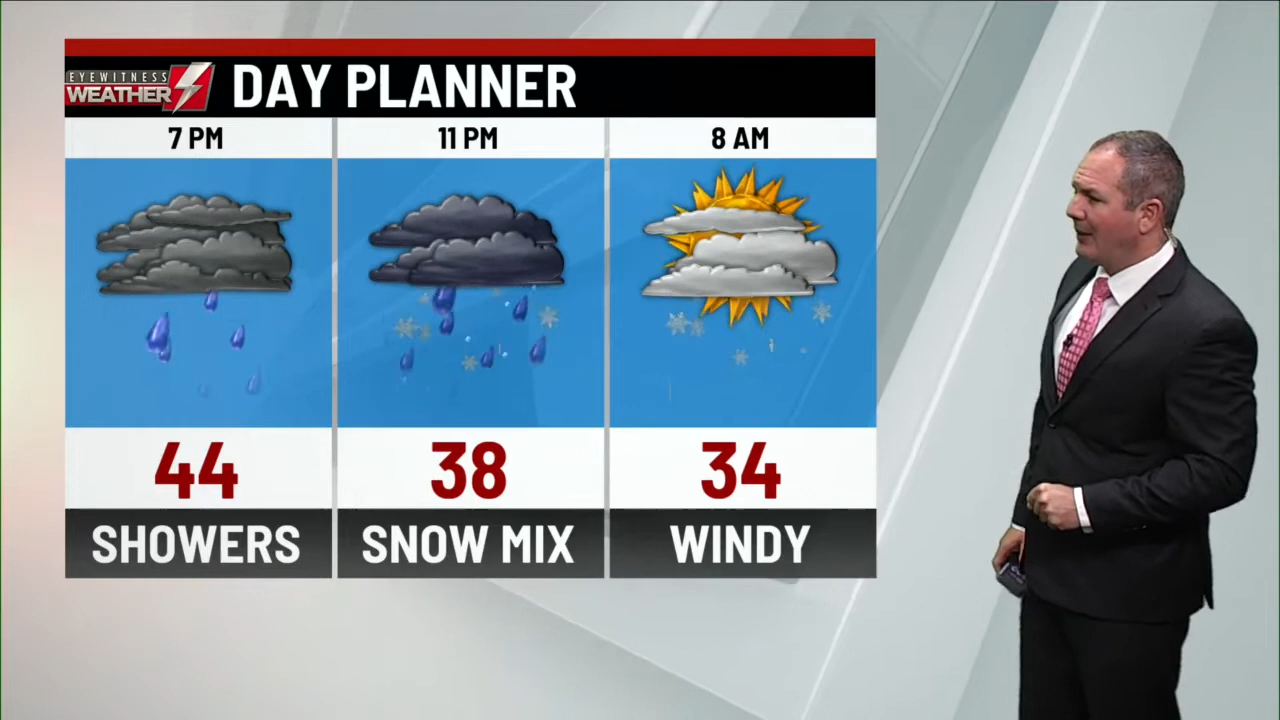 EYEWITNESS
WEATHER
DAY PLANNER
7 PM
11 PM
8 AM
44
38
34
SHOWERS
SNOW MIX
WINDY